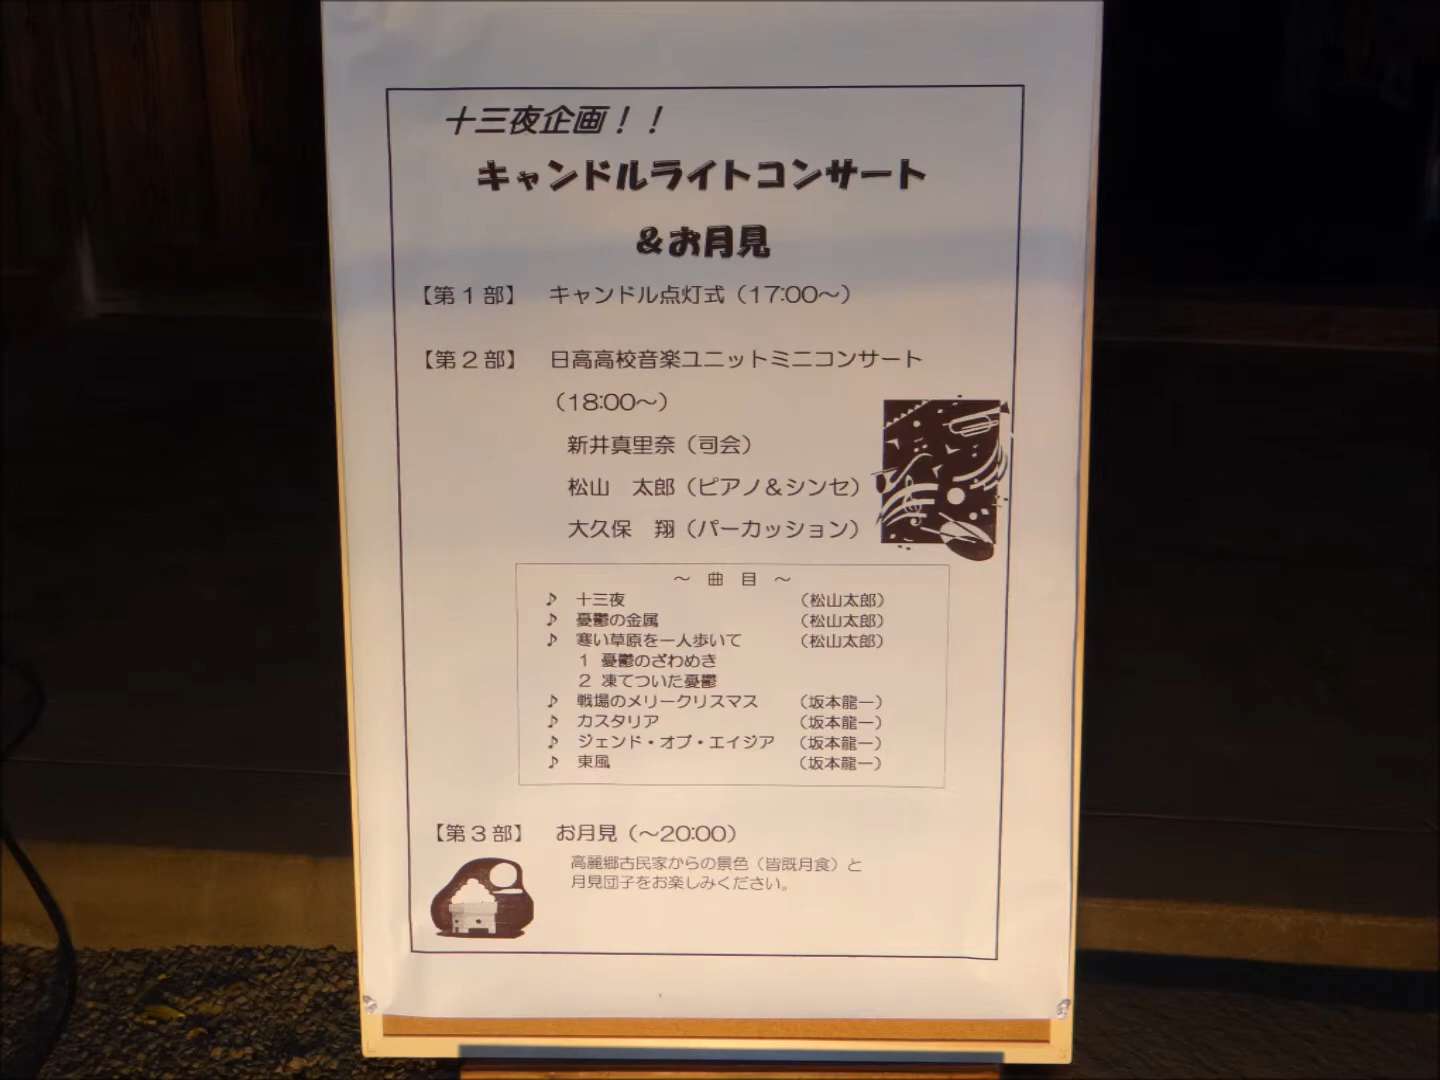 十三夜企画！！
キャンドルライトコンサート
＆お月見
【第１部】　キャンドル点灯式（17:00～）
【第２部】　日高高校音楽ユニットミニコンサート
（18:00～）
新井真里奈（司会）
松山　太郎（ピアノ＆シンセ）
大久保　翔（パーカッション）
～　曲　目　～
♪　十三夜　（松山太郎）
♪　憂鬱の金属　（松山太郎）
♪　寒い草原を一人歩いて　（松山太郎）
１　憂鬱のざわめき
２　凍てついた憂鬱
♪　戦場のメリークリスマス　（坂本龍一）
♪　カスタリア　（坂本龍一）
♪　ジェンド・オブ・エイジア　（坂本龍一）
♪　東風　（坂本龍一）
【第３部】　お月見（～20:00）
高麗郷古民家からの景色（皆既月食）と
月見団子をお楽しみください。